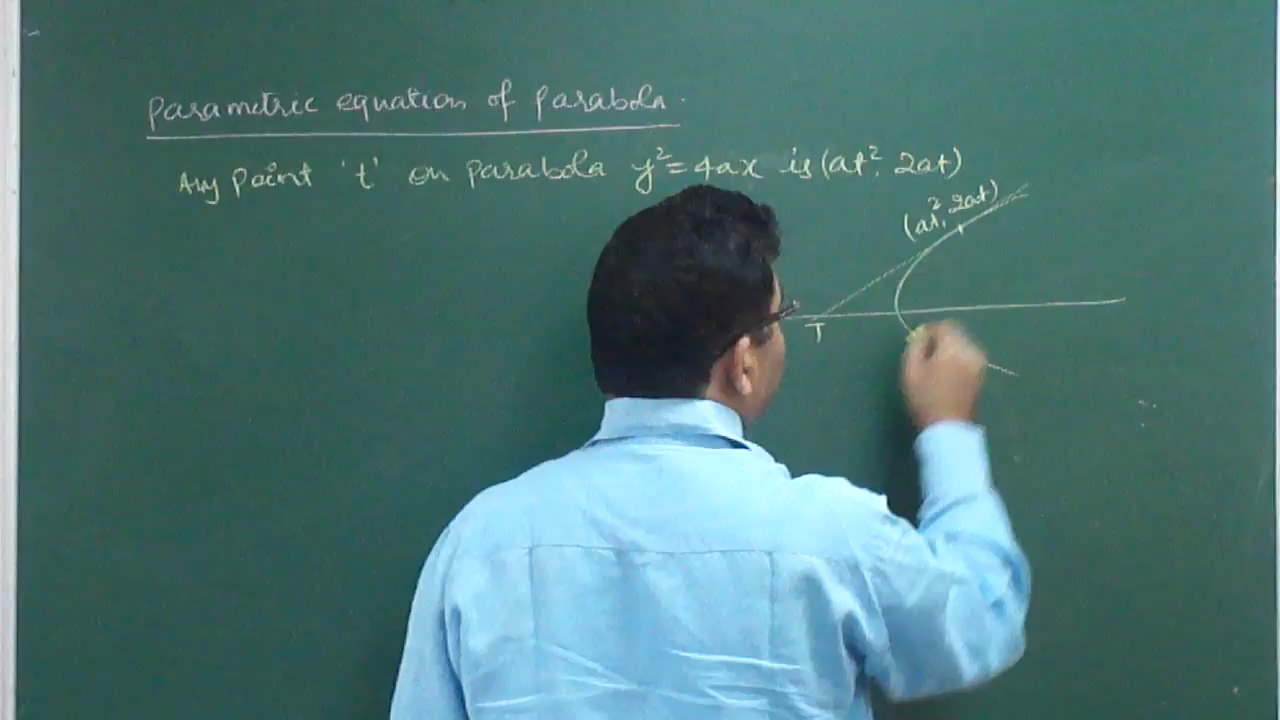 Parametric equation of parabola.
Any point 't' on parabola y² = 4ax is (at², 2at)
(at², 2at)
T